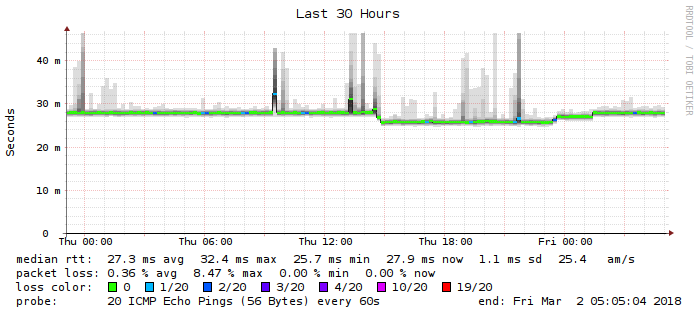 Last 30 Hours
RRDTOOL / TOBI OETIKER
Seconds
40 m
30 m
20 m
10 m
0
Thu 00:00 Thu 06:00 Thu 12:00 Thu 18:00 Fri 00:00
median rtt: 27.3 ms avg 32.4 ms max 25.7 ms min 27.9 ms now 1.1 ms sd 25.4 am/s
packet loss: 0.36 % avg 8.47 % max 0.00 % min 0.00 % now
loss color: 0 1/20 2/20 3/20 4/20 10/20 19/20
probe: 20 ICMP Echo Pings (56 Bytes) every 60s end: Fri Mar 2 05:05:04 2018